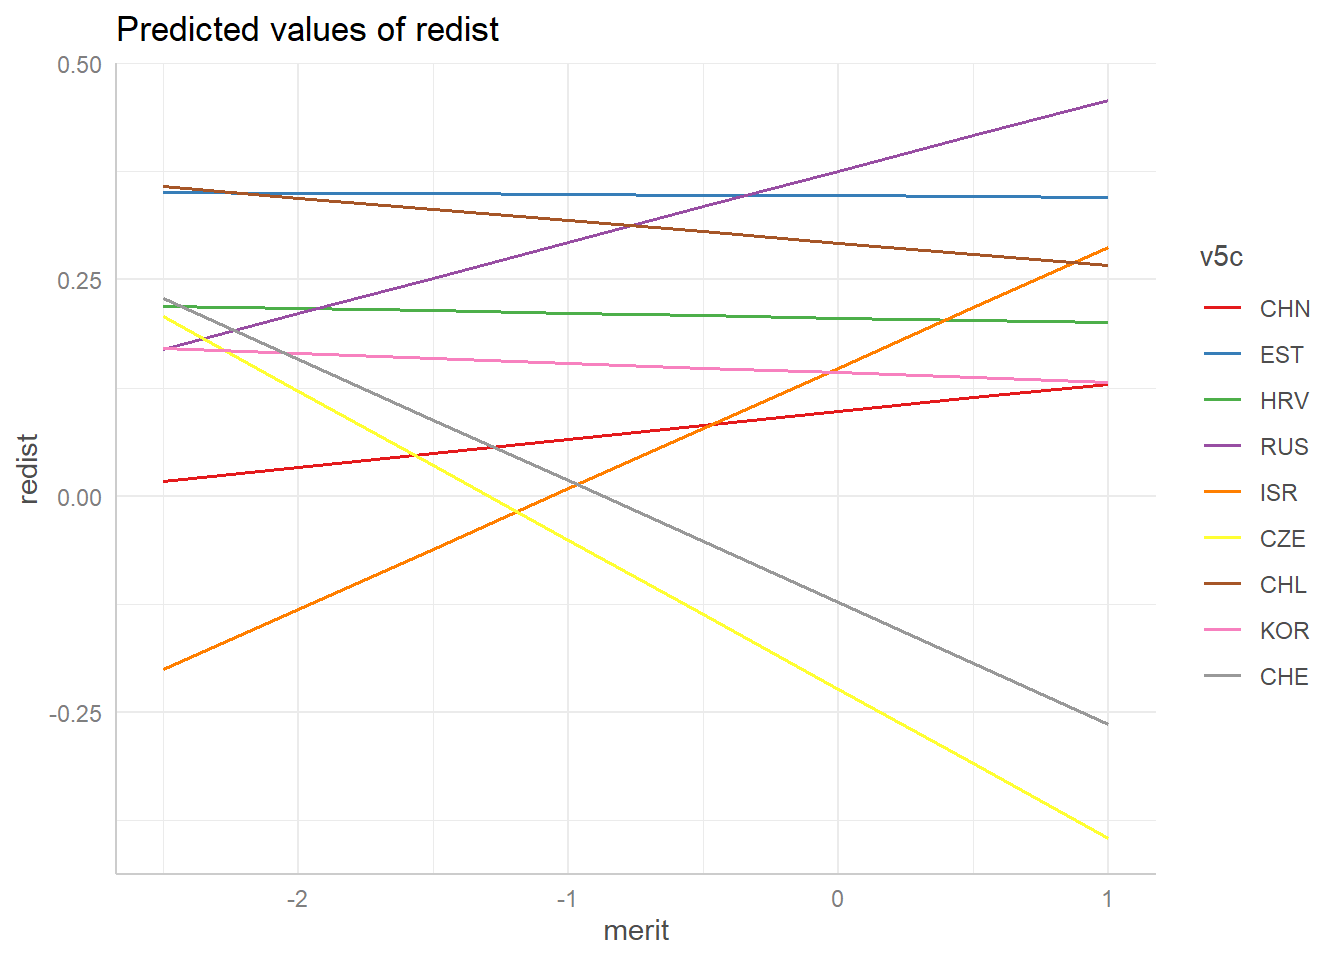 Predicted values of redist
0.50
0.25
0.00
-0.25
redist
-2
-1
0
1
merit
v5c
CHN
EST
HRV
RUS
ISR
CZE
CHL
KOR
CHE